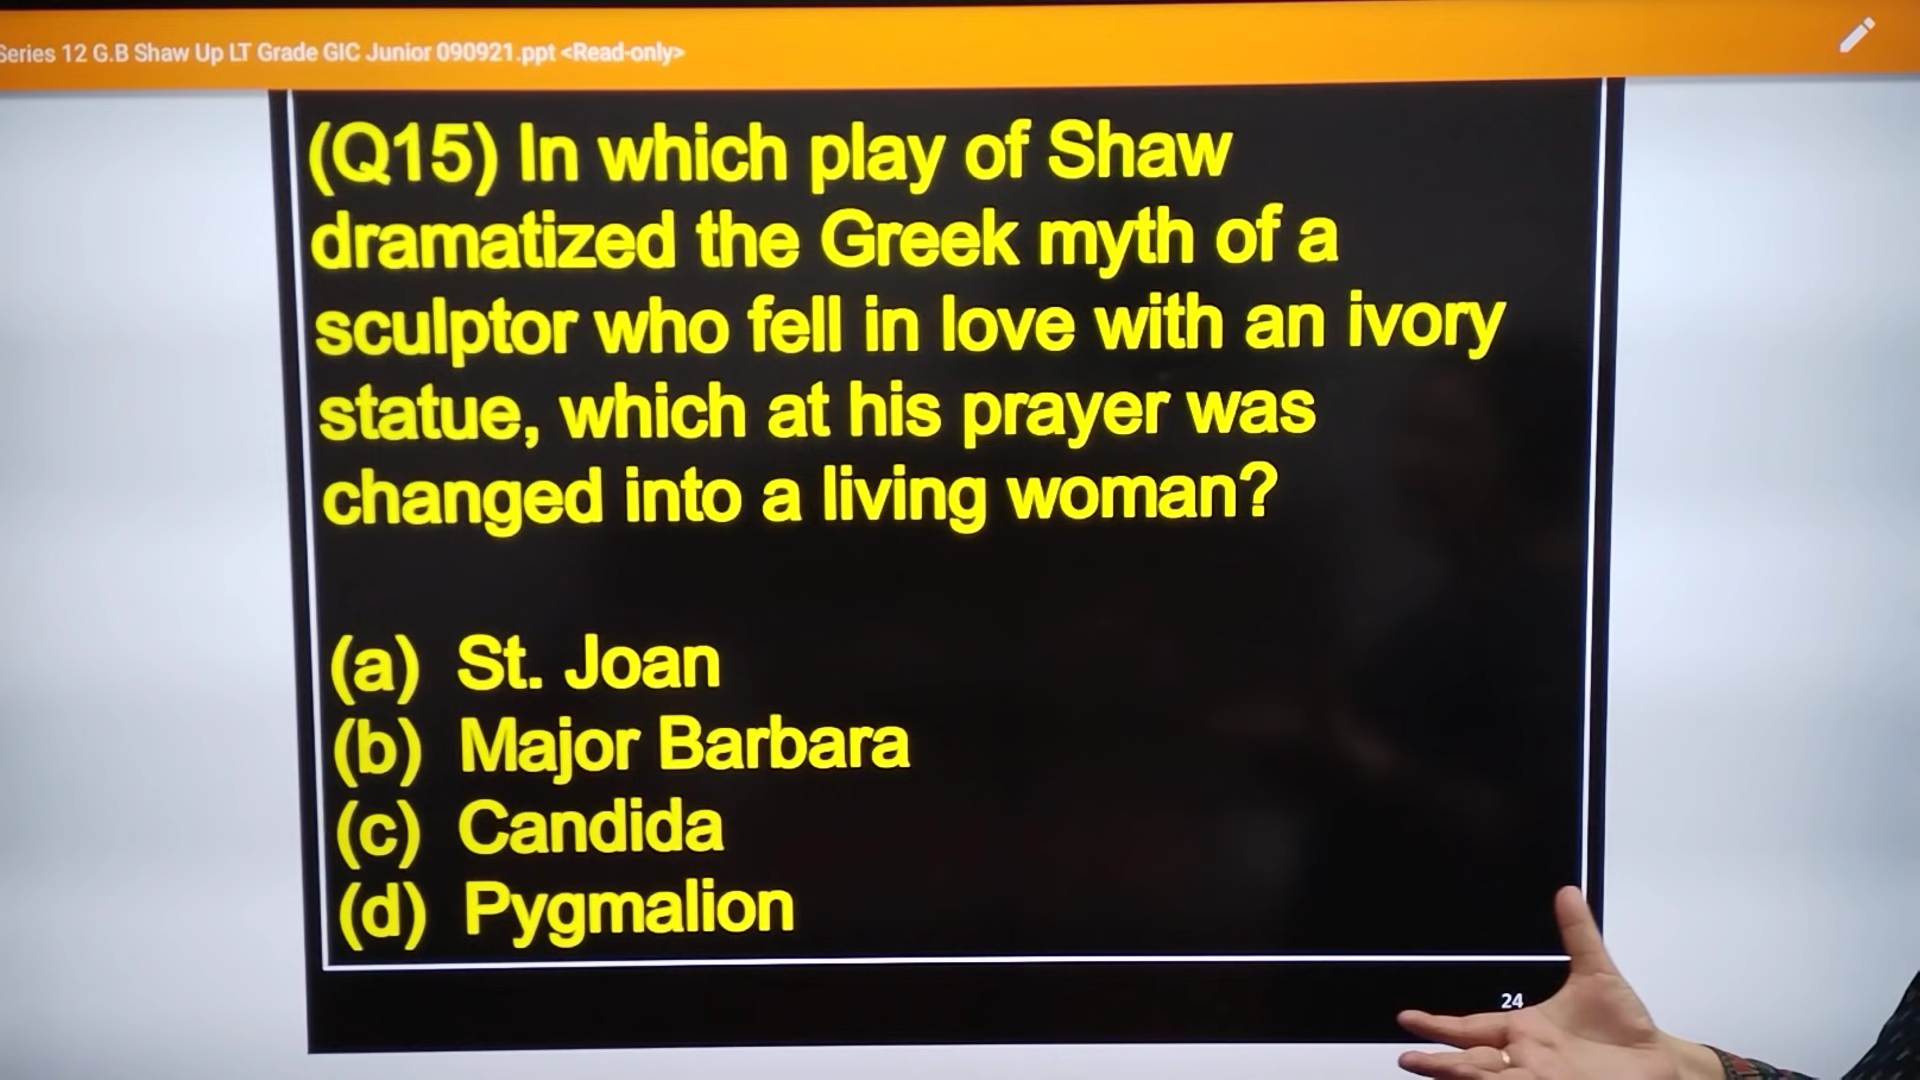 Series 12 G.B Shaw Up LT Grade GIC Junior 090921.ppt <Read-only>
(Q15) In which play of Shaw
dramatized the Greek myth of a
sculptor who fell in love with an ivory
statue, which at his prayer was
changed into a living woman?
(a) St. Joan
(b) Major Barbara
(c) Candida
(d) Pygmalion
24